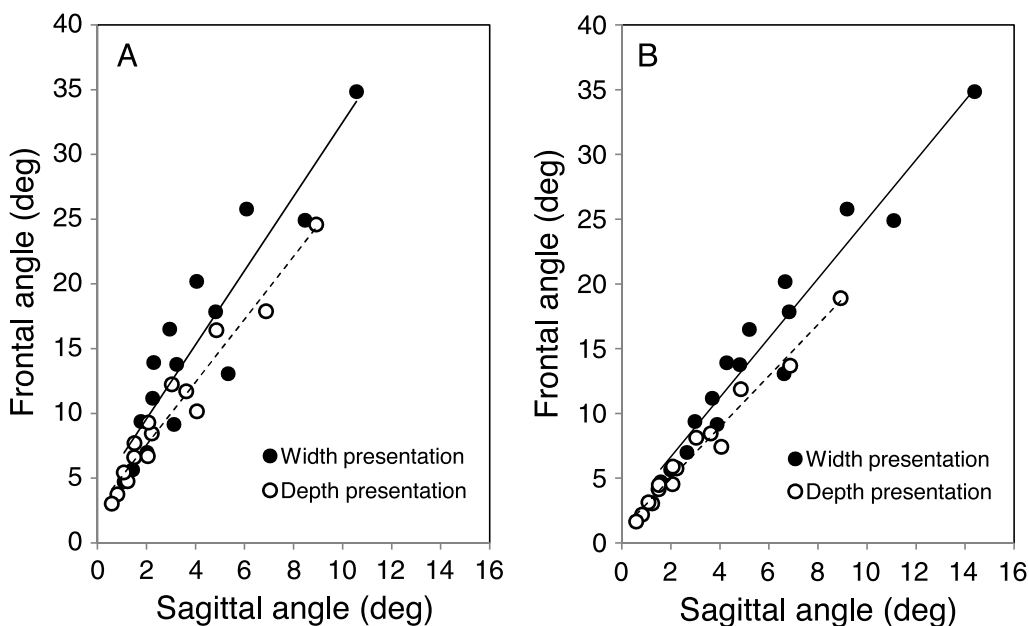 A
Frontal angle (deg)
40
35
30
25
20
15
10
5
0
Width presentation
Depth presentation
0 2 4 6 8 10 12 14 16
Sagittal angle (deg)
B
Frontal angle (deg)
40
35
30
25
20
15
10
5
0
Width presentation
Depth presentation
0 2 4 6 8 10 12 14 16
Sagittal angle (deg)